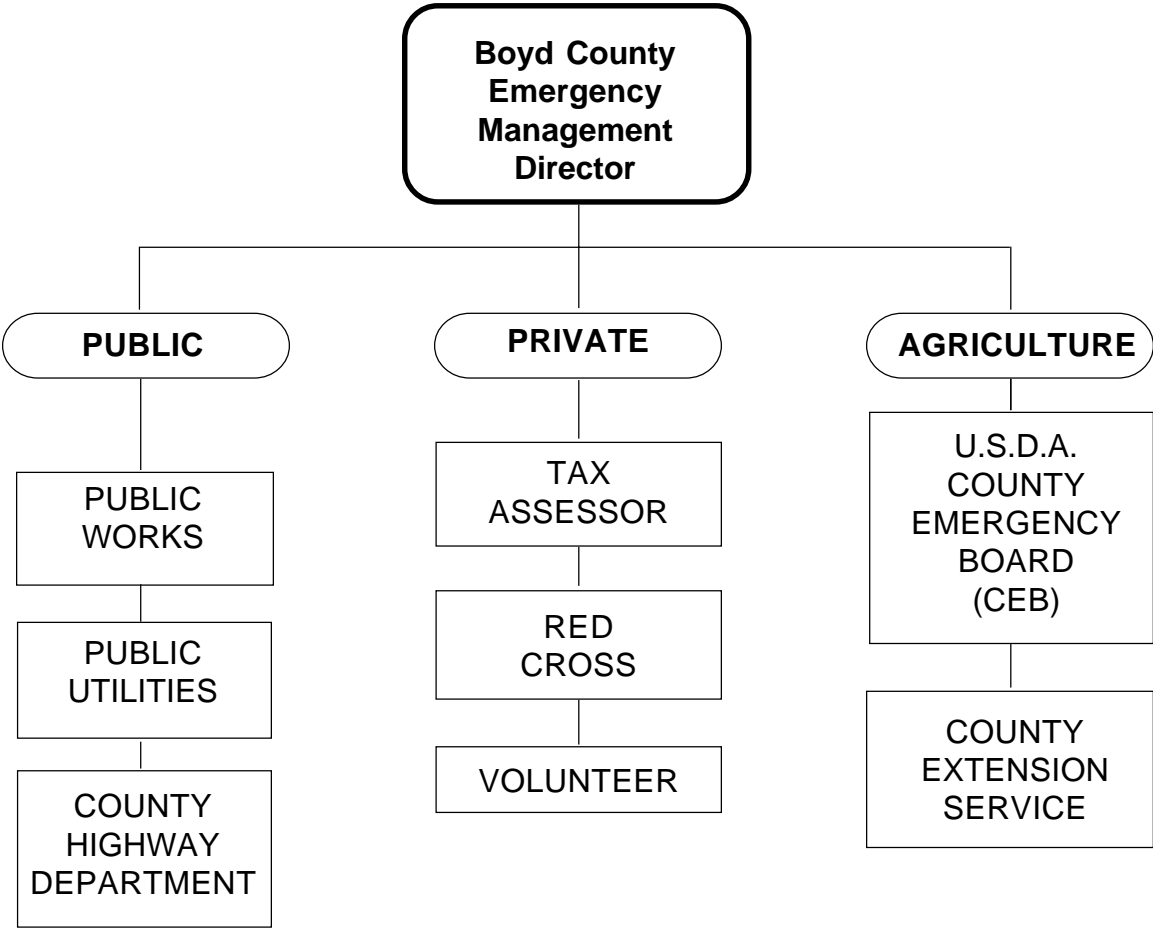 Boyd County
Emergency
Management
Director
PUBLIC
PRIVATE
AGRICULTURE
PUBLIC
WORKS
PUBLIC
UTILITIES
COUNTY
HIGHWAY
DEPARTMENT
TAX
ASSESSOR
RED
CROSS
VOLUNTEER
U.S.D.A.
COUNTY
EMERGENCY
BOARD
(CEB)
COUNTY
EXTENSION
SERVICE